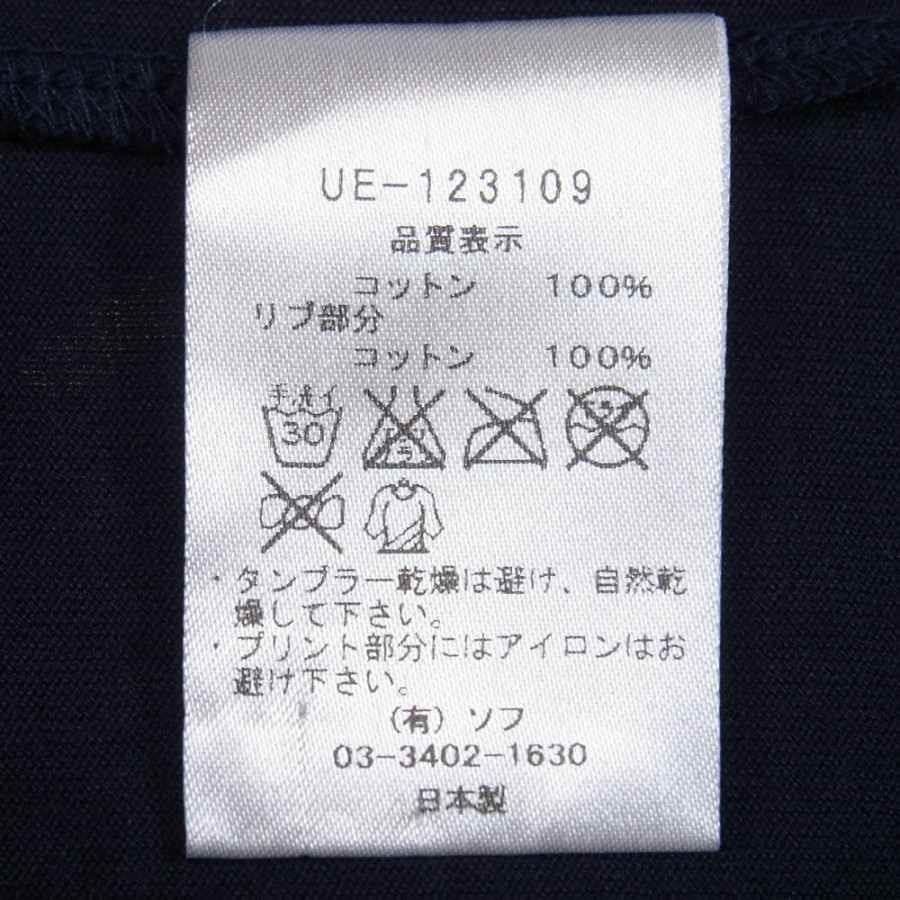 UE-123109
品質表示
コットン 100%
リブ部分
コットン 100%
手洗イ
30
・タンブラー乾燥は避け、自然乾
燥して下さい。
・プリント部分にはアイロンはお
避け下さい。
(有) ソフ
03-3402-1630
日本製